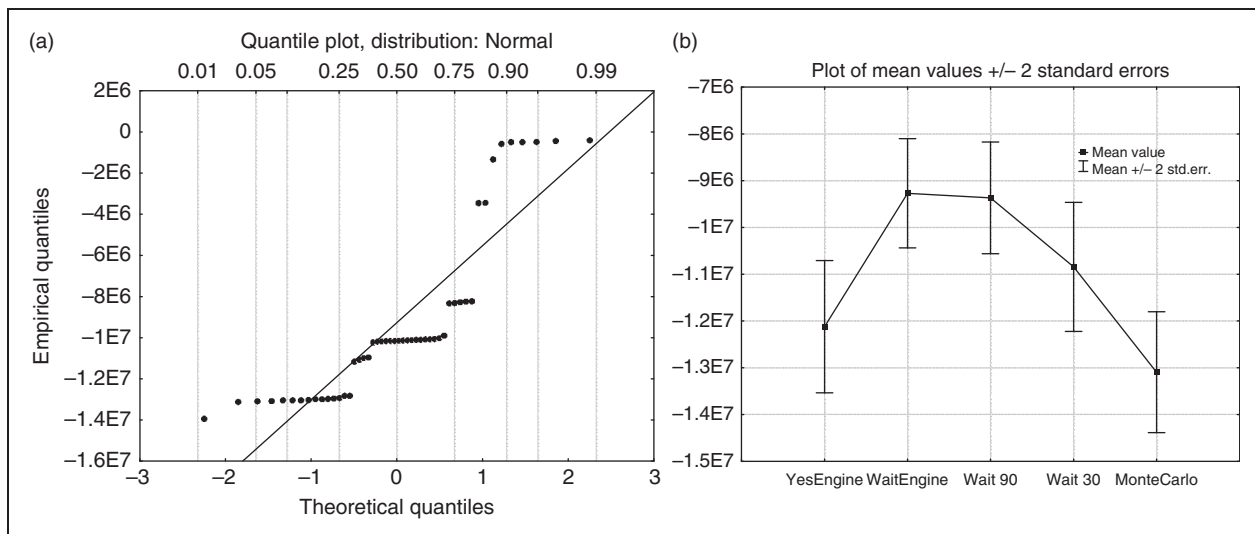 (a)
Quantile plot, distribution: Normal
0.01 0.05 0.25 0.50 0.75 0.90 0.99
2E6
0
–2E6
–4E6
–6E6
–8E6
–1E7
–1.2E7
–1.4E7
–1.6E7
Empirical quantiles
–3 –2 –1 0 1 2 3
Theoretical quantiles
(b)
Plot of mean values +/– 2 standard errors
–7E6
–8E6
–9E6
–1E7
–1.1E7
–1.2E7
–1.3E7
–1.4E7
–1.5E7
Mean value
Mean +/– 2 std.err.
YesEngine WaitEngine Wait 90 Wait 30 MonteCarlo